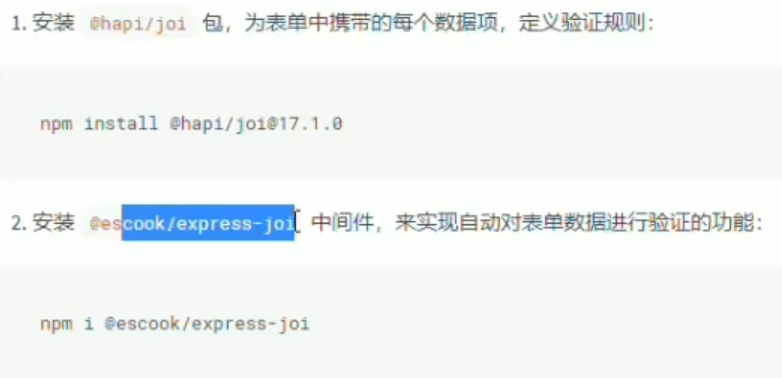 1. 安装 @hapi/joi 包，为表单中携带的每个数据项，定义验证规则：
npm install @hapi/joi@17.1.0
2. 安装 @escook/express-joi 中间件，来实现自动对表单数据进行验证的功能：
npm i @escook/express-joi